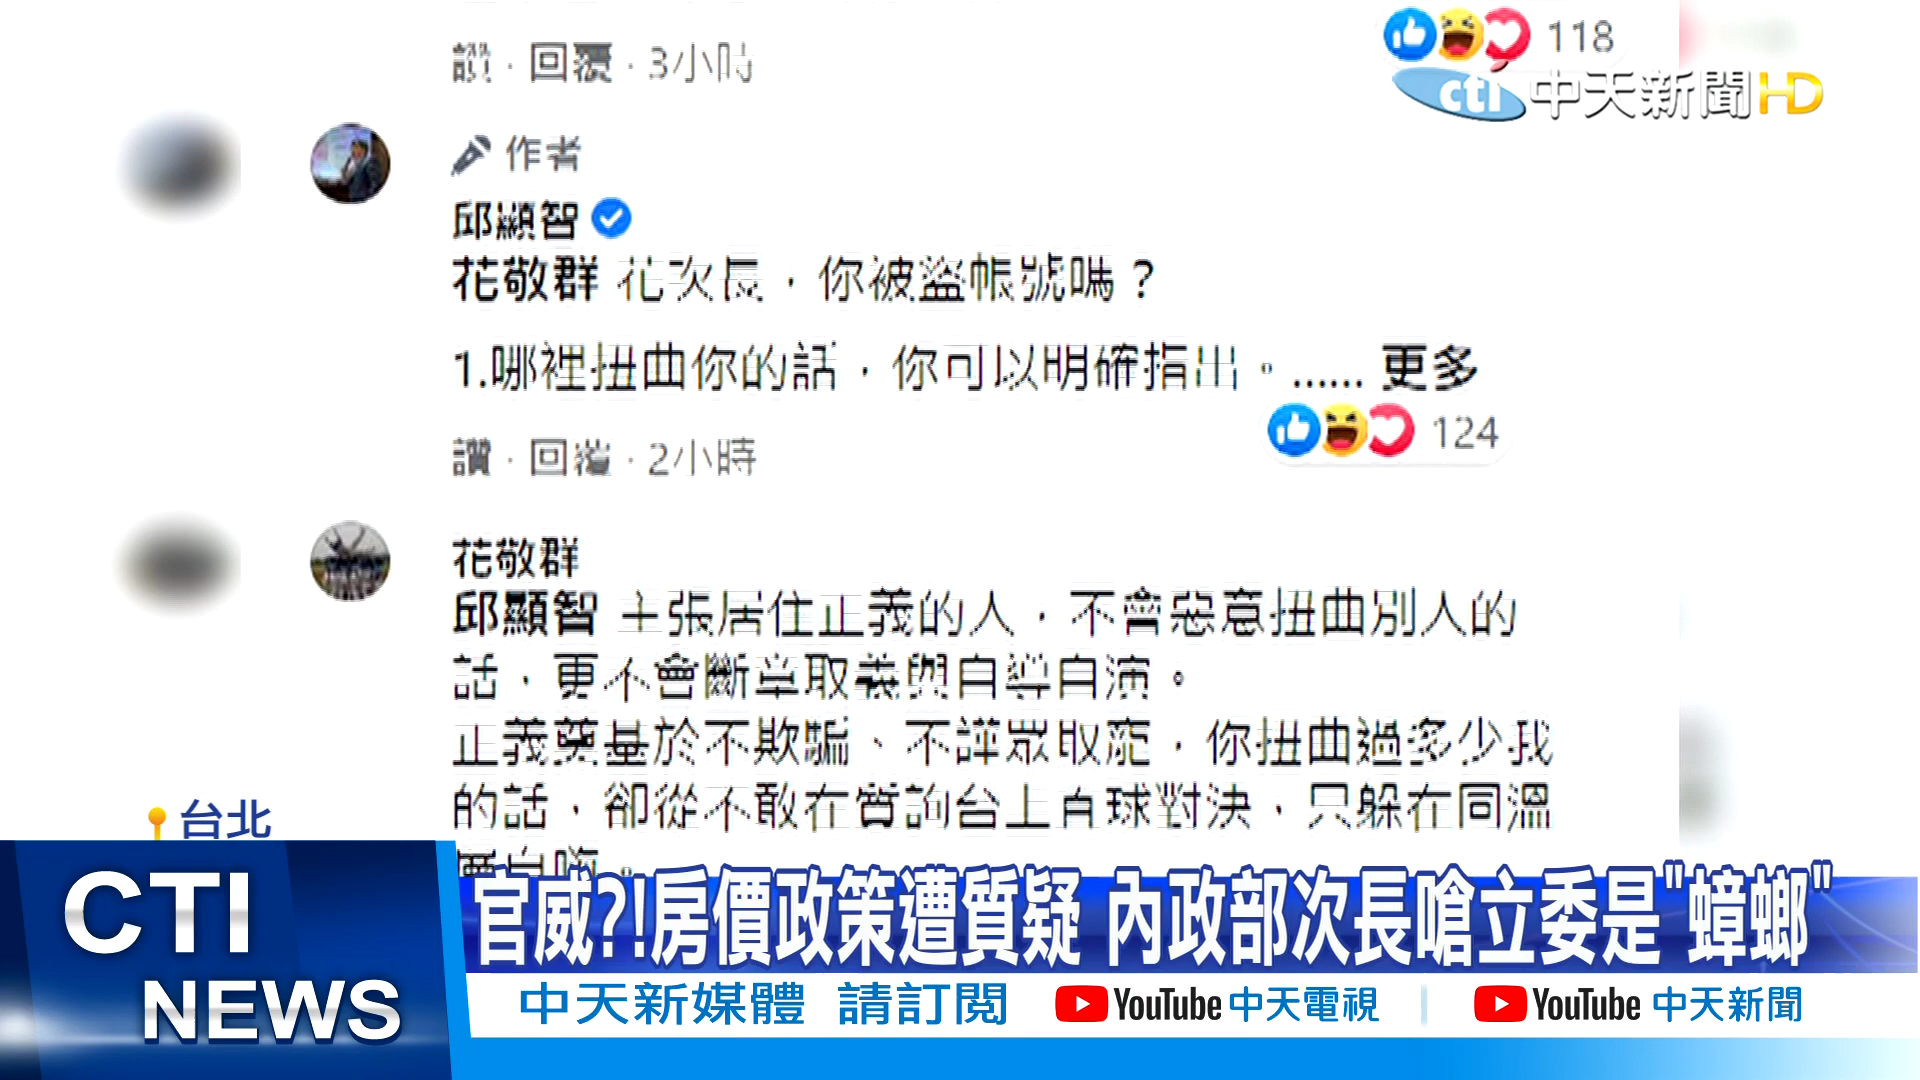 讚·回覆·3小時
118
cti 中天新聞HD
作者
邱顯智
花敬群 花次長,你被盜帳號嗎?
1.哪裡扭曲你的話,你可以明確指出。…… 更多
124
讚·回覆·2小時
花敬群
邱顯智 主張居住正義的人,不會惡意扭曲別人的
話,更不會斷章取義與自導自演。
正義奠基於不欺騙、不譁眾取寵,你扭曲過多少我
的話,卻從不敢在質詢台上直球對決,只躲在同溫
台北
CTI
NEWS
官威?!房價政策遭質疑 內政部次長嗆立委是"蟑螂"
中天新媒體 請訂閱 YouTube 中天電視 | YouTube 中天新聞